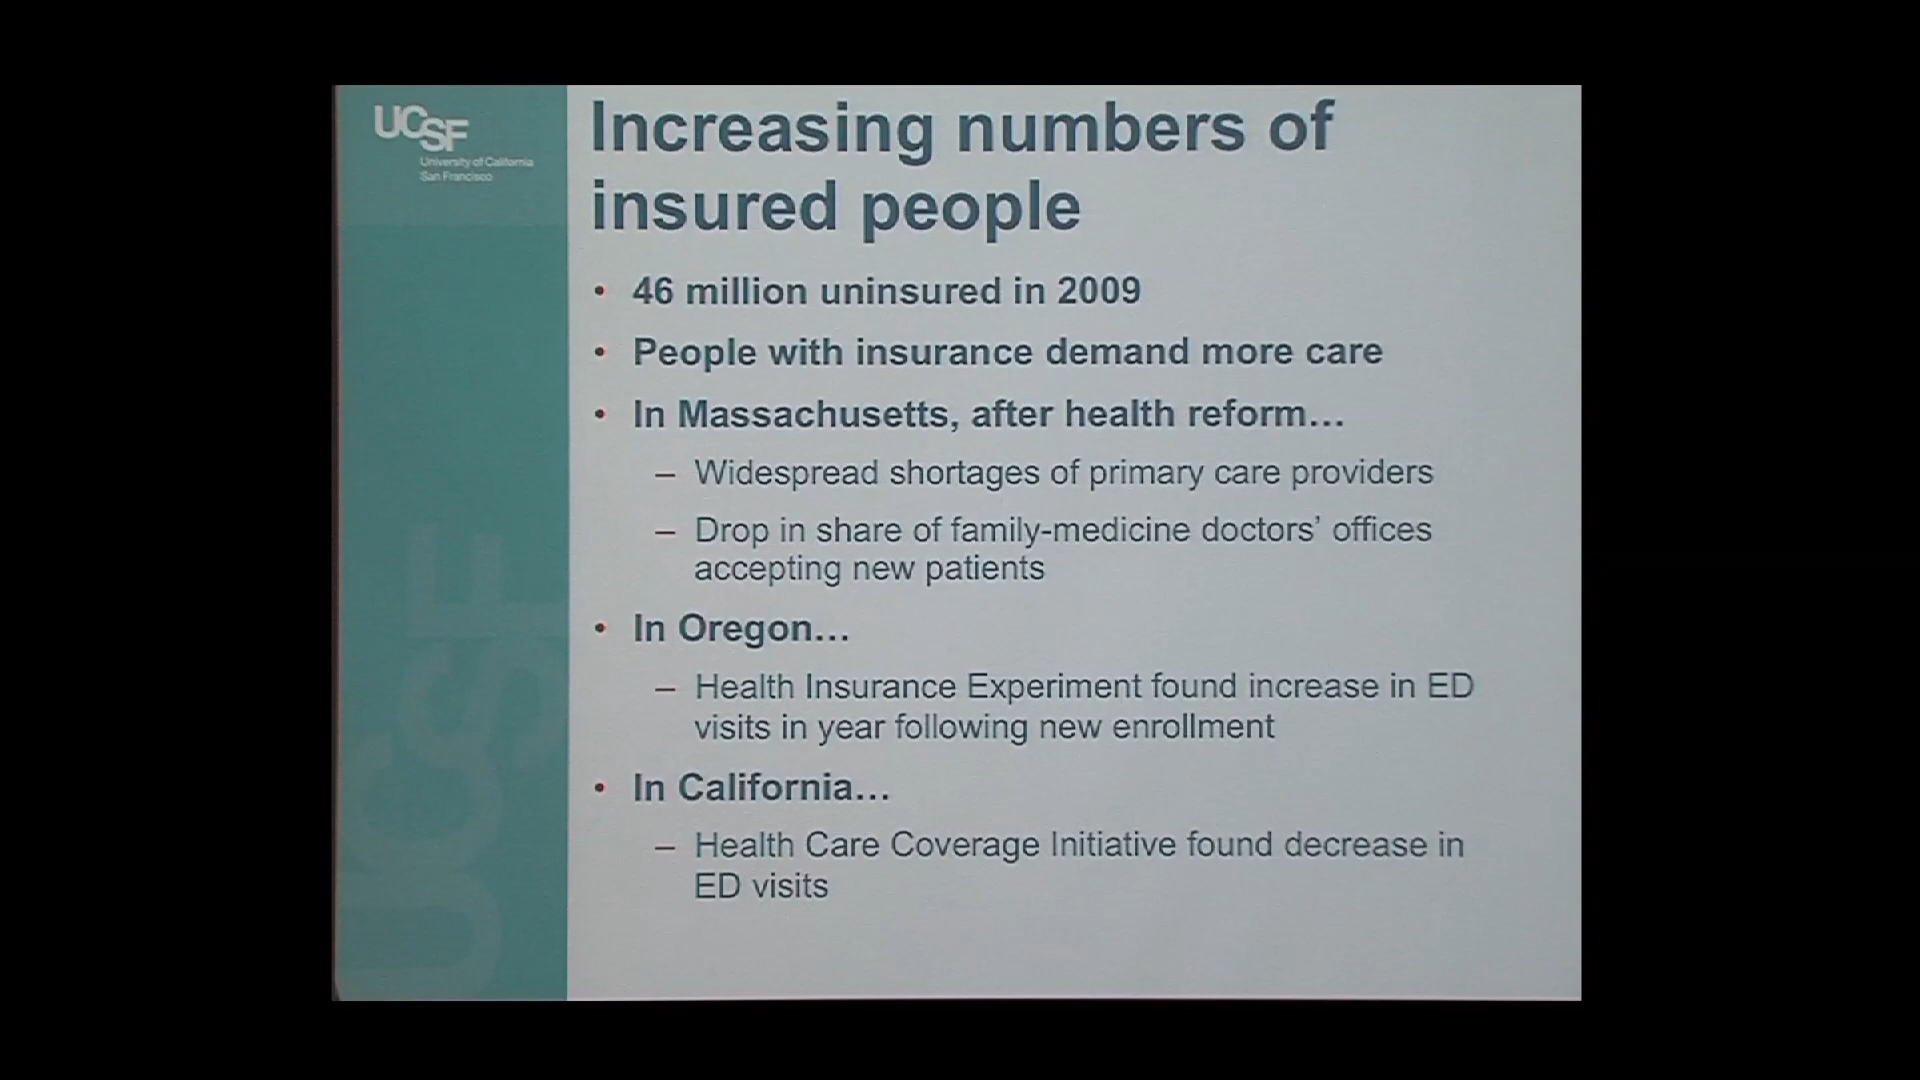 UCSF
University of California
San Francisco
Increasing numbers of
insured people
• 46 million uninsured in 2009
• People with insurance demand more care
• In Massachusetts, after health reform…
– Widespread shortages of primary care providers
– Drop in share of family-medicine doctors’ offices
accepting new patients
• In Oregon…
– Health Insurance Experiment found increase in ED
visits in year following new enrollment
• In California…
– Health Care Coverage Initiative found decrease in
ED visits
UCSF